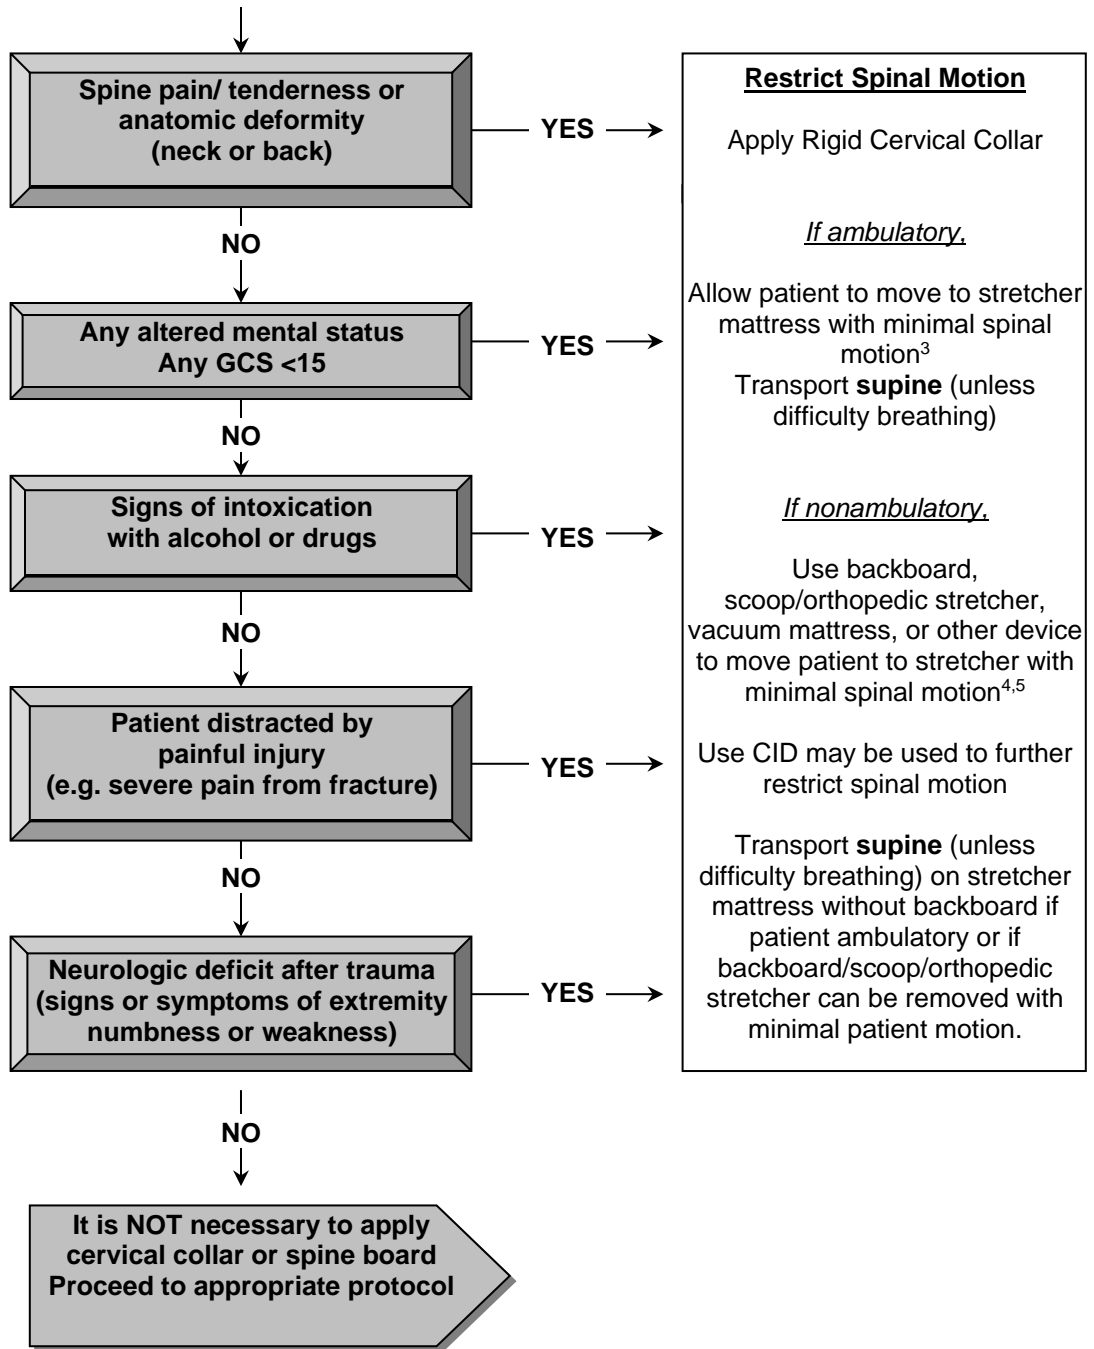 Spine pain/ tenderness or
anatomic deformity
(neck or back)
YES
NO
Any altered mental status
Any GCS <15
YES
NO
Signs of intoxication
with alcohol or drugs
YES
NO
Patient distracted by
painful injury
(e.g. severe pain from fracture)
YES
NO
Neurologic deficit after trauma
(signs or symptoms of extremity
numbness or weakness)
YES
NO
It is NOT necessary to apply
cervical collar or spine board
Proceed to appropriate protocol
Restrict Spinal Motion
Apply Rigid Cervical Collar
If ambulatory,
Allow patient to move to stretcher
mattress with minimal spinal
motion³
Transport supine (unless
difficulty breathing)
If nonambulatory,
Use backboard,
scoop/orthopedic stretcher,
vacuum mattress, or other device
to move patient to stretcher with
minimal spinal motion⁴,⁵
Use CID may be used to further
restrict spinal motion
Transport supine (unless
difficulty breathing) on stretcher
mattress without backboard if
patient ambulatory or if
backboard/scoop/orthopedic
stretcher can be removed with
minimal patient motion.